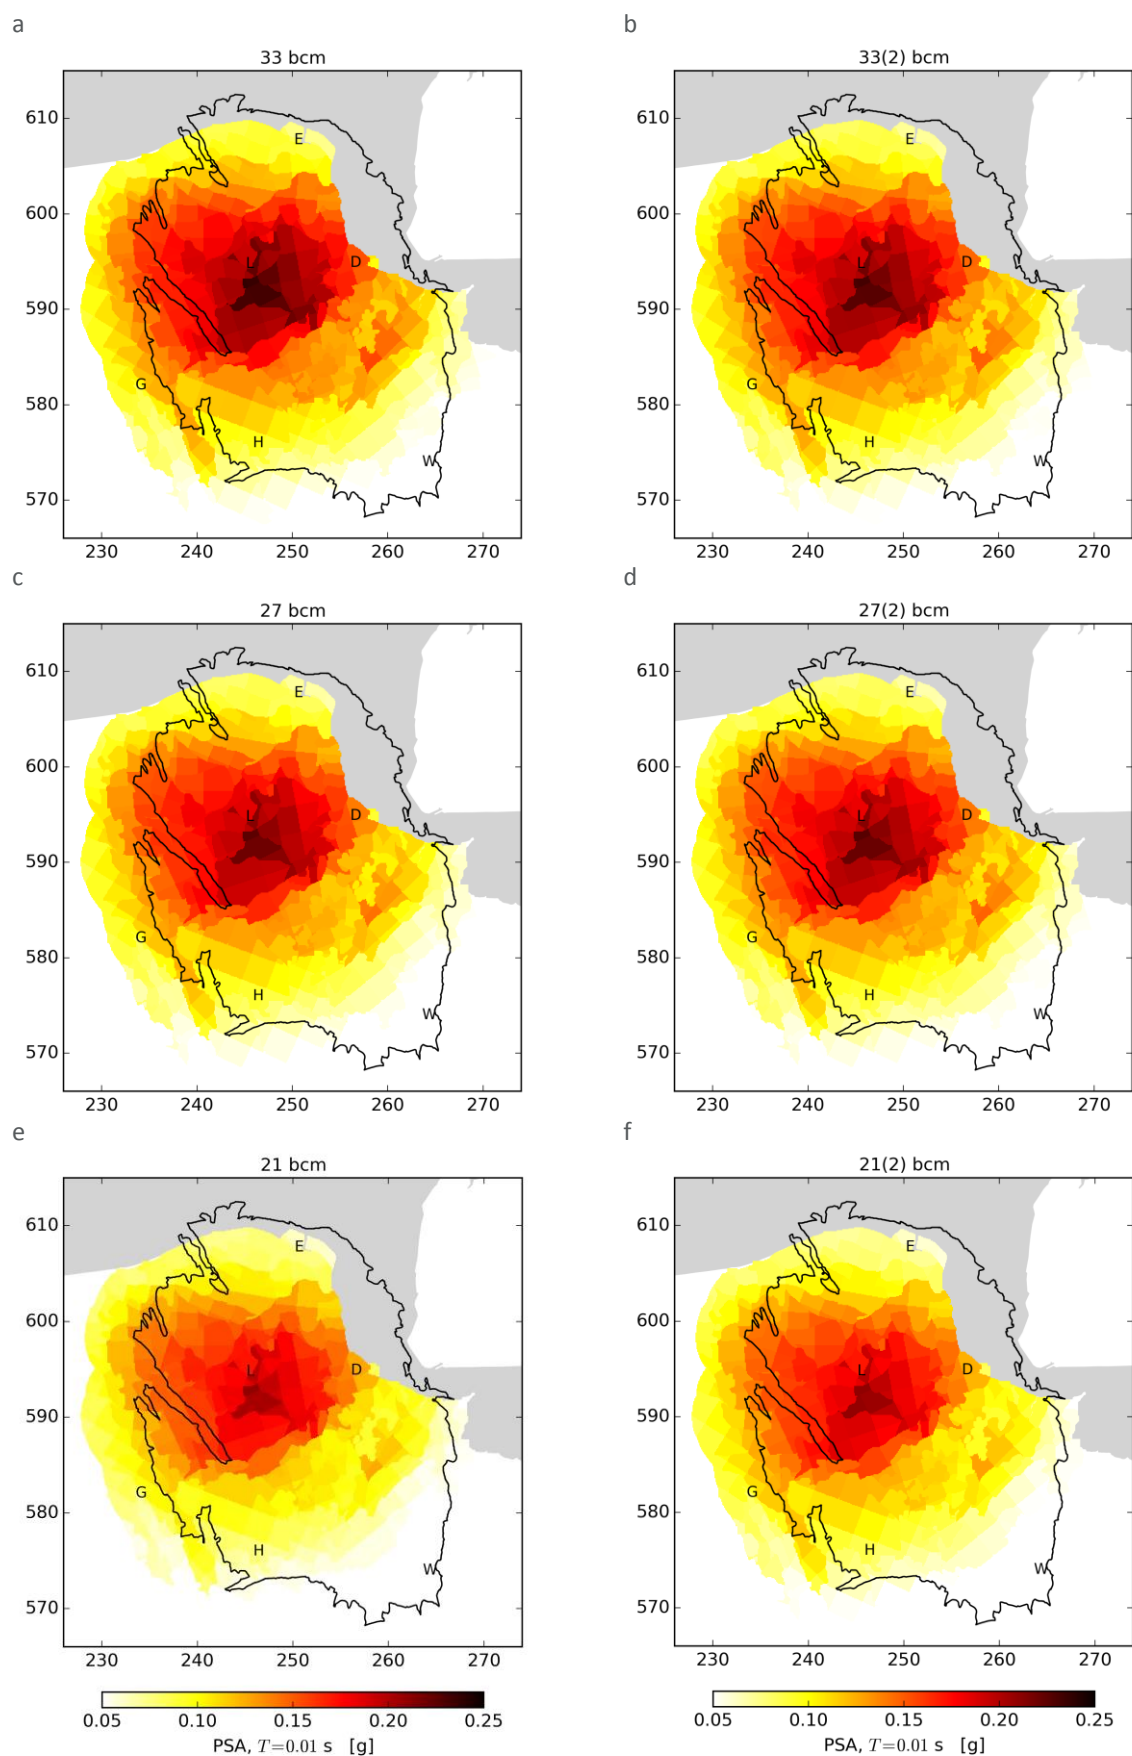 a
b
33 bcm
33(2) bcm
610
600
590
580
570
E
L
D
G
H
W
230 240 250 260 270
610
600
590
580
570
E
L
D
G
H
W
230 240 250 260 270
c
d
27 bcm
27(2) bcm
610
600
590
580
570
E
L
D
G
H
W
230 240 250 260 270
610
600
590
580
570
E
L
D
G
H
W
230 240 250 260 270
e
f
21 bcm
21(2) bcm
610
600
590
580
570
E
L
D
G
H
W
230 240 250 260 270
610
600
590
580
570
E
L
D
G
H
W
230 240 250 260 270
0.05 0.10 0.15 0.20 0.25
PSA, T=0.01 s [g]
0.05 0.10 0.15 0.20 0.25
PSA, T=0.01 s [g]